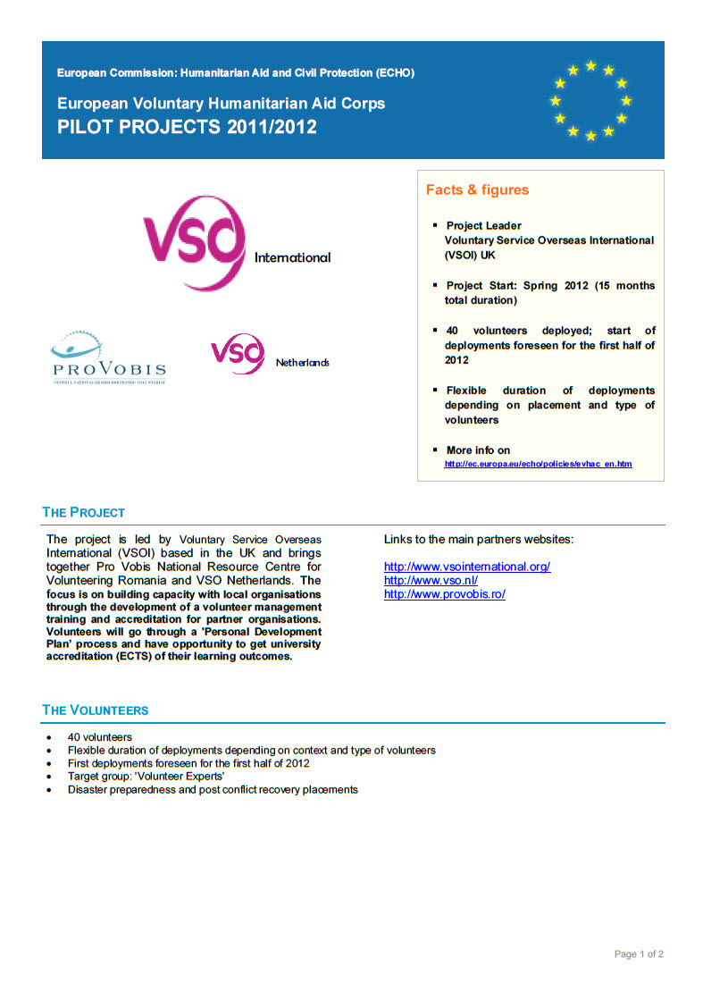 European Commission: Humanitarian Aid and Civil Protection (ECHO)
European Voluntary Humanitarian Aid Corps
PILOT PROJECTS 2011/2012
vso
International
PROVOBIS
CENTRUL NATIONAL DE RESURSE PENTRU VOLUNTARIAT
vso
Netherlands
Facts & figures
▪ Project Leader
Voluntary Service Overseas International
(VSOI) UK
▪ Project Start: Spring 2012 (15 months
total duration)
▪ 40 volunteers deployed; start of
deployments foreseen for the first half of
2012
▪ Flexible duration of deployments
depending on placement and type of
volunteers
▪ More info on
http://ec.europa.eu/echo/policies/evhac_en.htm
THE PROJECT
The project is led by Voluntary Service Overseas
International (VSOI) based in the UK and brings
together Pro Vobis National Resource Centre for
Volunteering Romania and VSO Netherlands. The
focus is on building capacity with local organisations
through the development of a volunteer management
training and accreditation for partner organisations.
Volunteers will go through a 'Personal Development
Plan' process and have opportunity to get university
accreditation (ECTS) of their learning outcomes.
Links to the main partners websites:
http://www.vsointernational.org/
http://www.vso.nl/
http://www.provobis.ro/
THE VOLUNTEERS
• 40 volunteers
• Flexible duration of deployments depending on context and type of volunteers
• First deployments foreseen for the first half of 2012
• Target group: 'Volunteer Experts'
• Disaster preparedness and post conflict recovery placements
Page 1 of 2